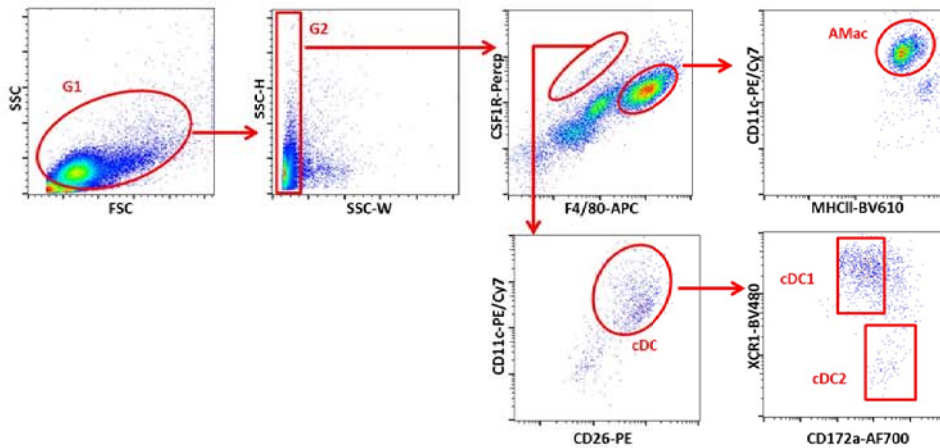 SSC
G1
FSC
SSC-H
G2
SSC-W
CSF1R-Percp
F4/80-APC
CD11c-PE/Cy7
AMac
MHCII-BV610
CD11c-PE/Cy7
cDC
CD26-PE
XCR1-BV480
cDC1
cDC2
CD172a-AF700